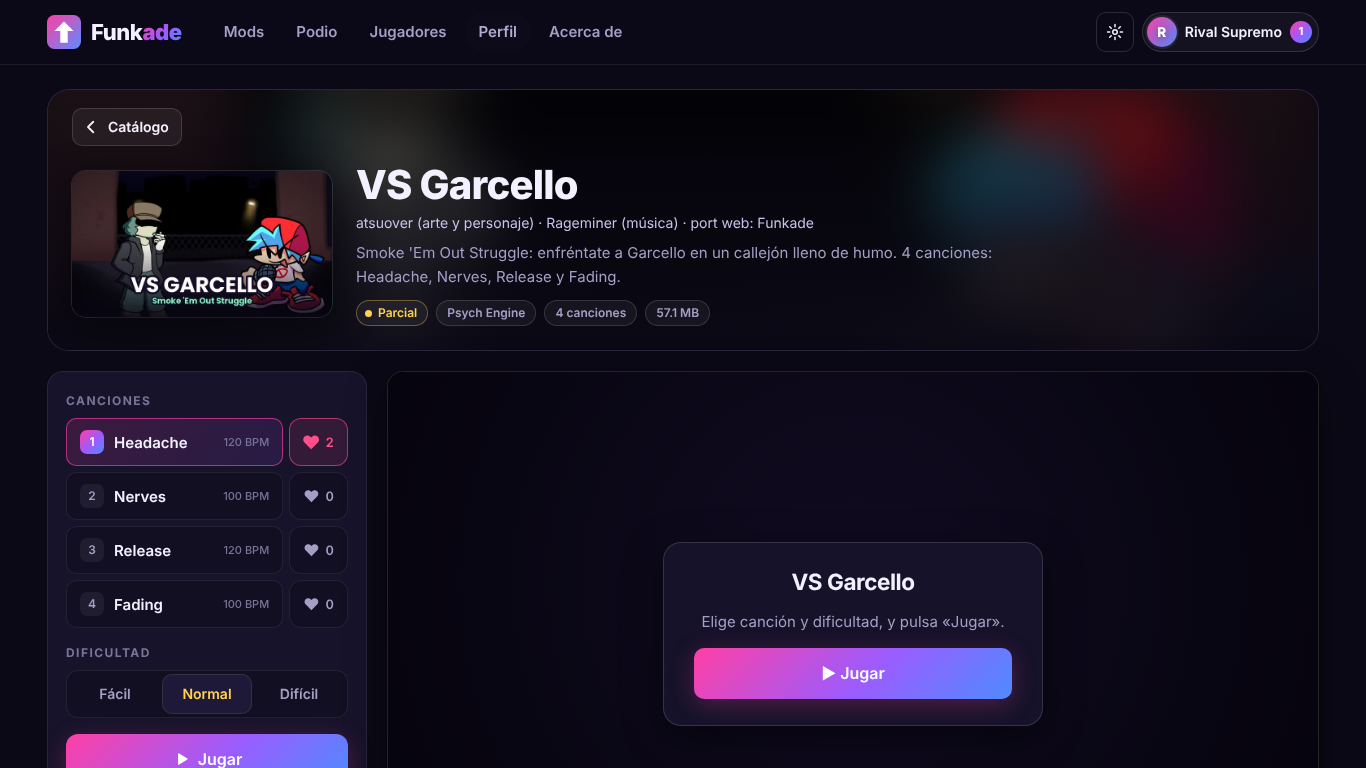 Funkade
Mods
Podio
Jugadores
Perfil
Acerca de
R
Rival Supremo
1
Catálogo
VS GARCELLO
Smoke 'Em Out Struggle
VS Garcello
atsuover (arte y personaje) · Rageminer (música) · port web: Funkade
Smoke 'Em Out Struggle: enfréntate a Garcello en un callejón lleno de humo. 4 canciones:
Headache, Nerves, Release y Fading.
Parcial
Psych Engine
4 canciones
57.1 MB
CANCIONES
1 Headache 120 BPM 2
2 Nerves 100 BPM 0
3 Release 120 BPM 0
4 Fading 100 BPM 0
DIFICULTAD
Fácil
Normal
Difícil
Jugar
VS Garcello
Elige canción y dificultad, y pulsa «Jugar».
Jugar